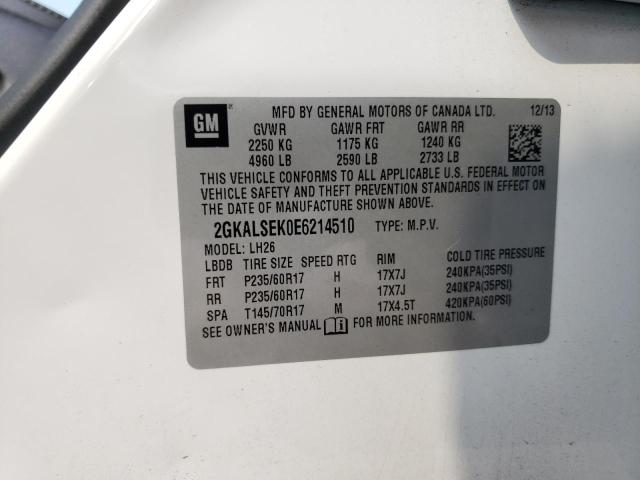 GM MFD BY GENERAL MOTORS OF CANADA LTD. 12/13
GVWR GAWR FRT GAWR RR
2250 KG 1175 KG 1240 KG
4960 LB 2590 LB 2733 LB
THIS VEHICLE CONFORMS TO ALL APPLICABLE U.S. FEDERAL MOTOR
VEHICLE SAFETY AND THEFT PREVENTION STANDARDS IN EFFECT ON
THE DATE OF MANUFACTURE SHOWN ABOVE.
2GKALSEK0E6214510 TYPE: M.P.V.
MODEL: LH26
LBDB TIRE SIZE SPEED RTG RIM COLD TIRE PRESSURE
FRT P235/60R17 H 17X7J 240KPA(35PSI)
RR P235/60R17 H 17X7J 240KPA(35PSI)
SPA T145/70R17 M 17X4.5T 420KPA(60PSI)
SEE OWNER'S MANUAL FOR MORE INFORMATION.